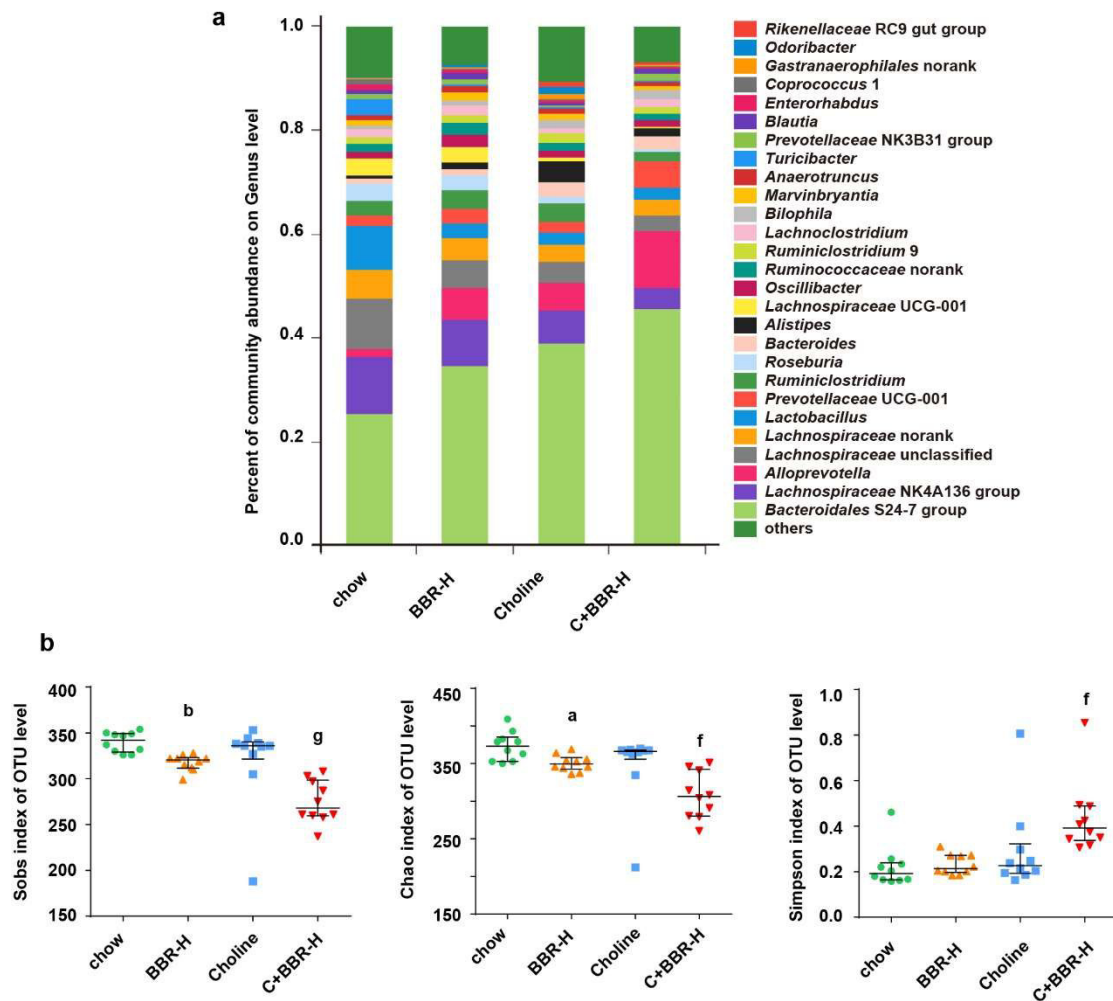 a
Percent of community abundance on Genus level
1.0
0.8
0.6
0.4
0.2
0.0
chow
BBR-H
Choline
C+BBR-H
Rikenellaceae RC9 gut group
Odoribacter
Gastranaerophilales norank
Coprococcus 1
Enterorhabdus
Blautia
Prevotellaceae NK3B31 group
Turicibacter
Anaerotruncus
Marvinbryantia
Bilophila
Lachnoclostridium
Ruminiclostridium 9
Ruminococcaceae norank
Oscillibacter
Lachnospiraceae UCG-001
Alistipes
Bacteroides
Roseburia
Ruminiclostridium
Prevotellaceae UCG-001
Lactobacillus
Lachnospiraceae norank
Lachnospiraceae unclassified
Alloprevotella
Lachnospiraceae NK4A136 group
Bacteroidales S24-7 group
others
b
Sobs index of OTU level
400
350
300
250
200
150
b
g
chow
BBR-H
Choline
C+BBR-H
Chao index of OTU level
450
350
250
150
a
f
chow
BBR-H
Choline
C+BBR-H
Simpson index of OTU level
1.0
0.8
0.6
0.4
0.2
0.0
f
chow
BBR-H
Choline
C+BBR-H